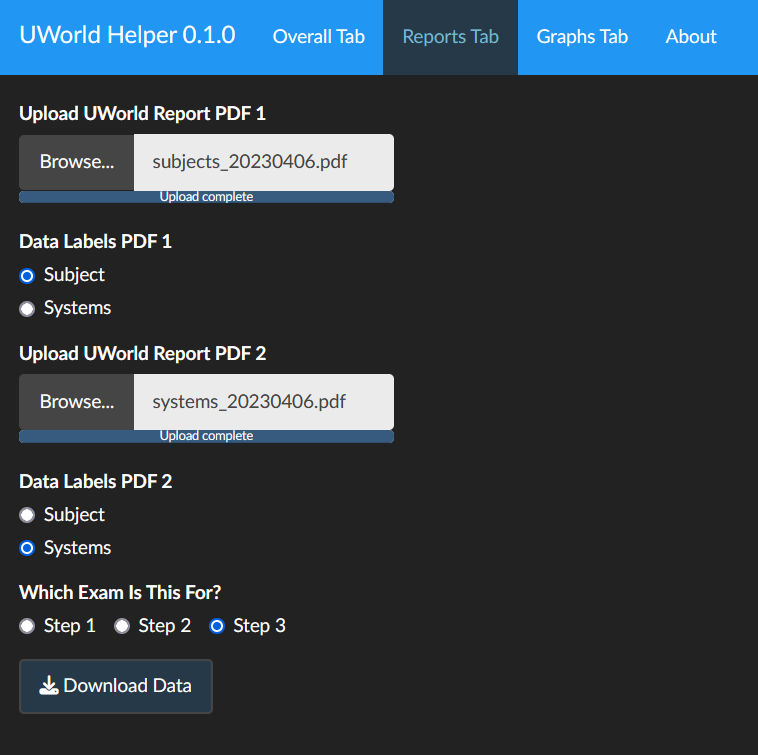 UWorld Helper 0.1.0 Overall Tab Reports Tab Graphs Tab About
Upload UWorld Report PDF 1
Browse... subjects_20230406.pdf
Upload complete
Data Labels PDF 1
Subject
Systems
Upload UWorld Report PDF 2
Browse... systems_20230406.pdf
Upload complete
Data Labels PDF 2
Subject
Systems
Which Exam Is This For?
Step 1 Step 2 Step 3
Download Data